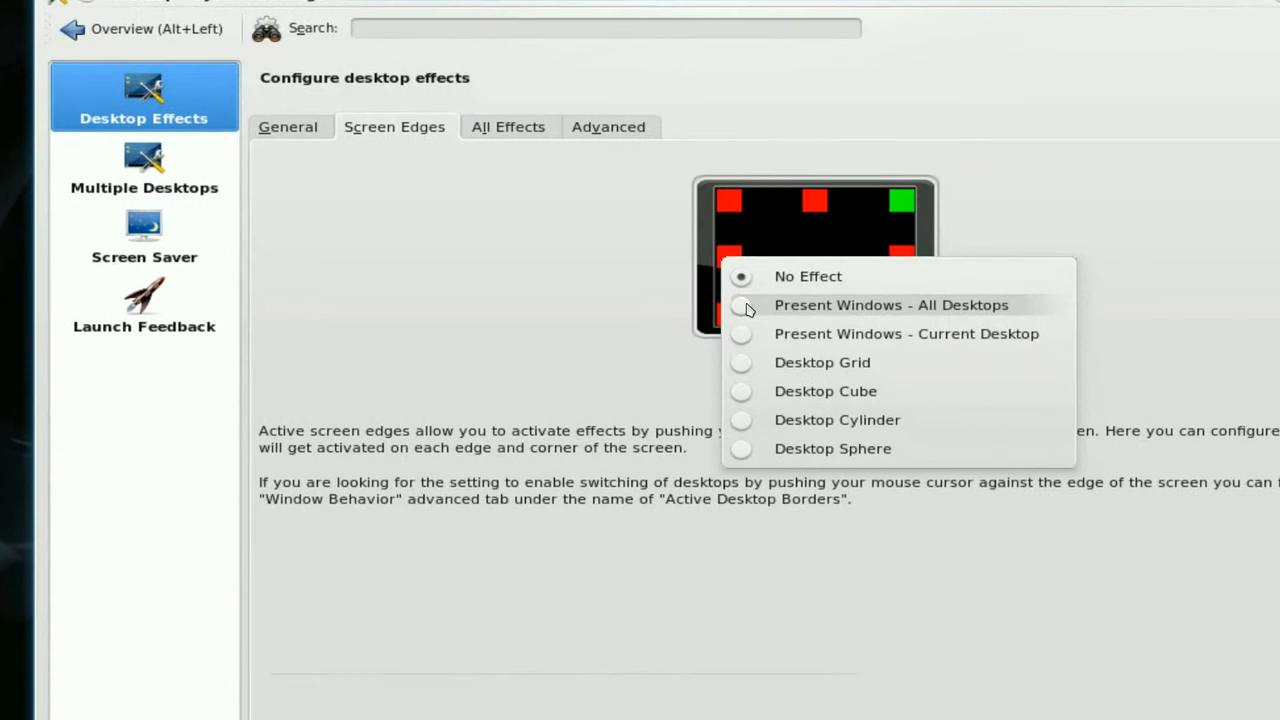 Overview (Alt+Left)
Search:
Desktop Effects
Multiple Desktops
Screen Saver
Launch Feedback
Configure desktop effects
General
Screen Edges
All Effects
Advanced
No Effect
Present Windows - All Desktops
Present Windows - Current Desktop
Desktop Grid
Desktop Cube
Desktop Cylinder
Desktop Sphere
Active screen edges allow you to activate effects by pushing en. Here you can configure
will get activated on each edge and corner of the screen.
If you are looking for the setting to enable switching of desktops by pushing your mouse cursor against the edge of the screen you can
"Window Behavior" advanced tab under the name of "Active Desktop Borders".